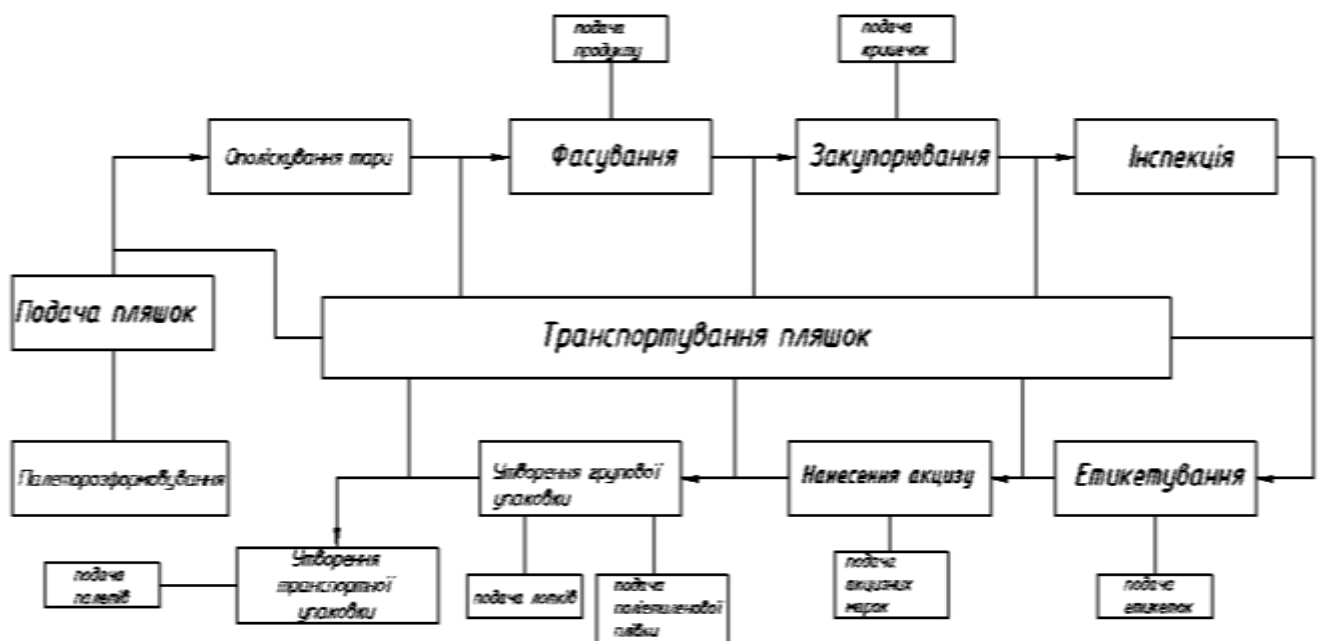 подача
продукту
подача
кришечок
Ополіскування тари
Фасування
Закупорювання
Інспекція
Подача пляшок
Транспортування пляшок
Палеторозформовування
Утворення групової
упаковки
Нанесення акцизу
Етикетування
Утворення
транспортної
упаковки
подача
палетів
подача лотків
подача
поліетиленової
плівки
подача
акцизних
марок
подача
етикеток